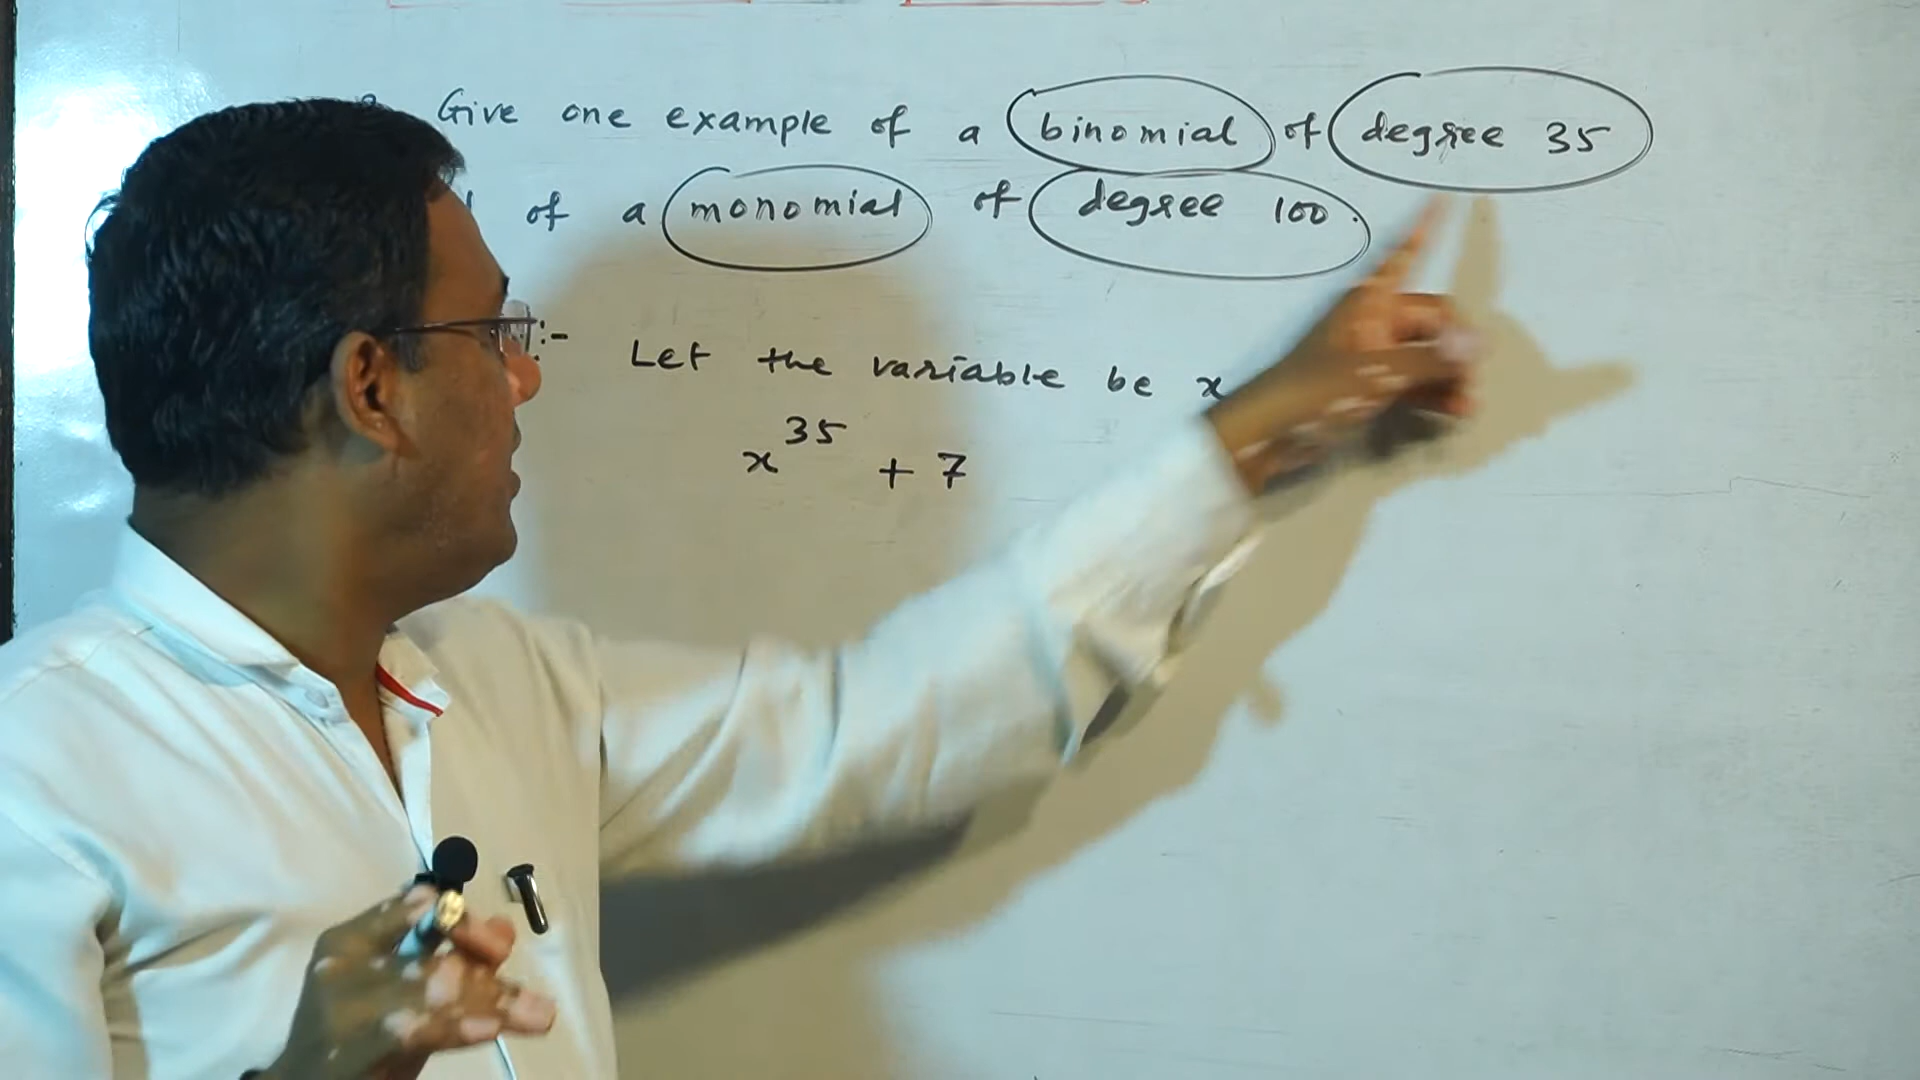 Give one example of a binomial of degree 35
of a monomial of degree 100.
:- Let the variable be x
x³⁵ + 7